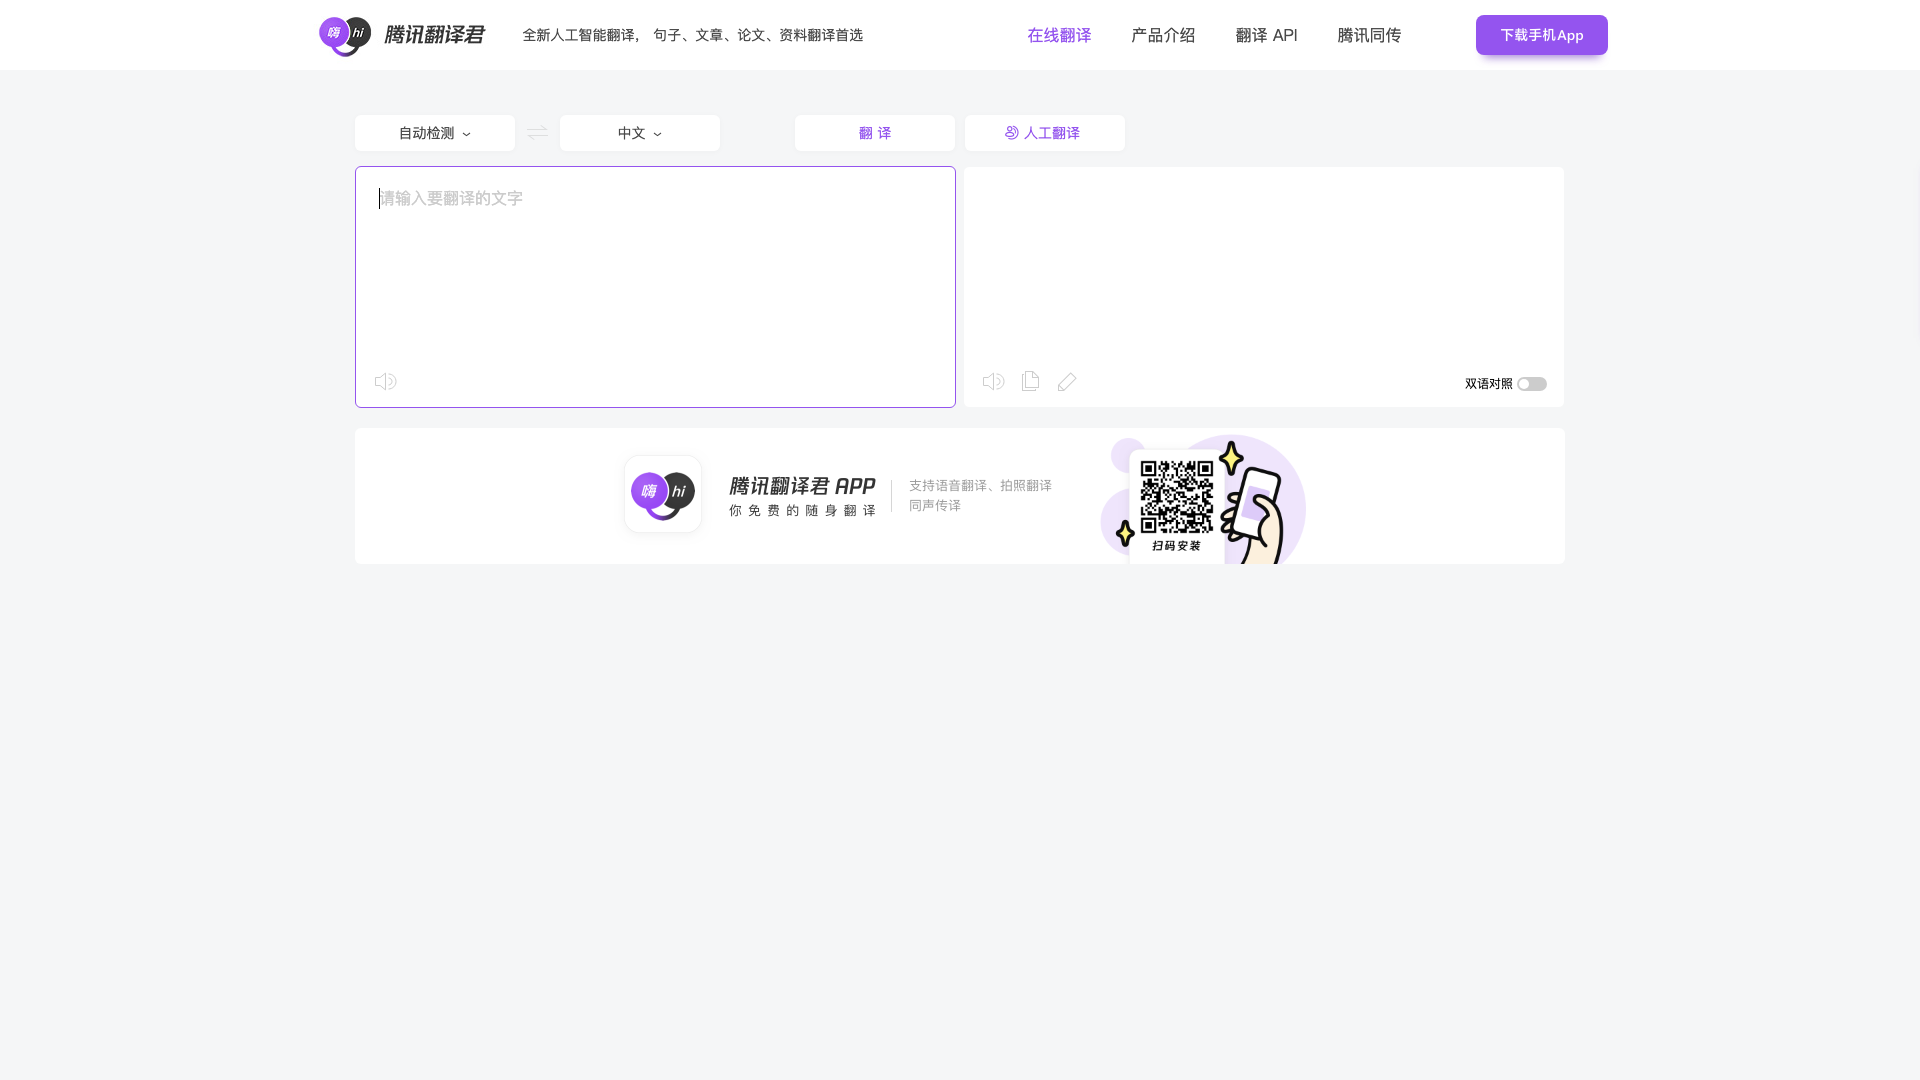 嗨 hi 腾讯翻译君 全新人工智能翻译， 句子、文章、论文、资料翻译首选 在线翻译 产品介绍 翻译 API 腾讯同传 下载手机App
自动检测 中文 翻 译 人工翻译
请输入要翻译的文字
双语对照
嗨 hi
腾讯翻译君 APP
你免费的随身翻译
支持语音翻译、拍照翻译
同声传译
扫码安装